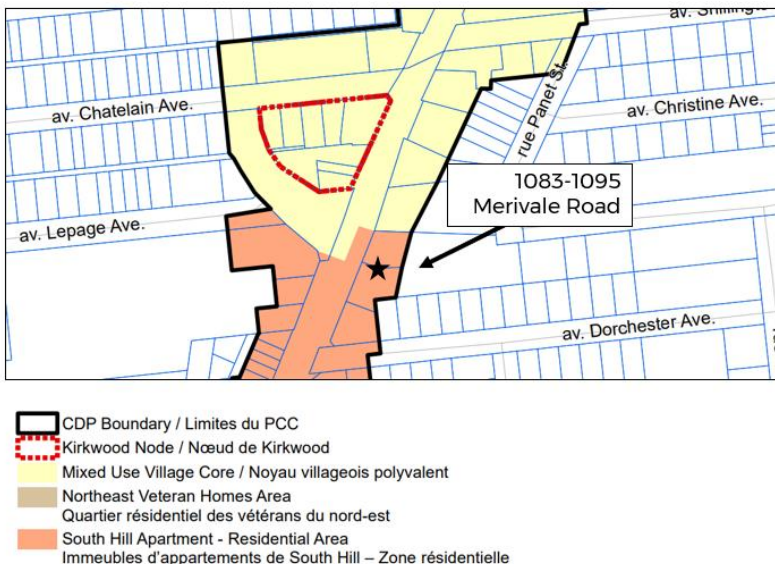 av. Shillingt
av. Chatelain Ave.
rue Panet St.
av. Christine Ave.
1083-1095
Merivale Road
av. Lepage Ave.
av. Dorchester Ave.
CDP Boundary / Limites du PCC
Kirkwood Node / Nœud de Kirkwood
Mixed Use Village Core / Noyau villageois polyvalent
Northeast Veteran Homes Area
Quartier résidentiel des vétérans du nord-est
South Hill Apartment - Residential Area
Immeubles d'appartements de South Hill – Zone résidentielle